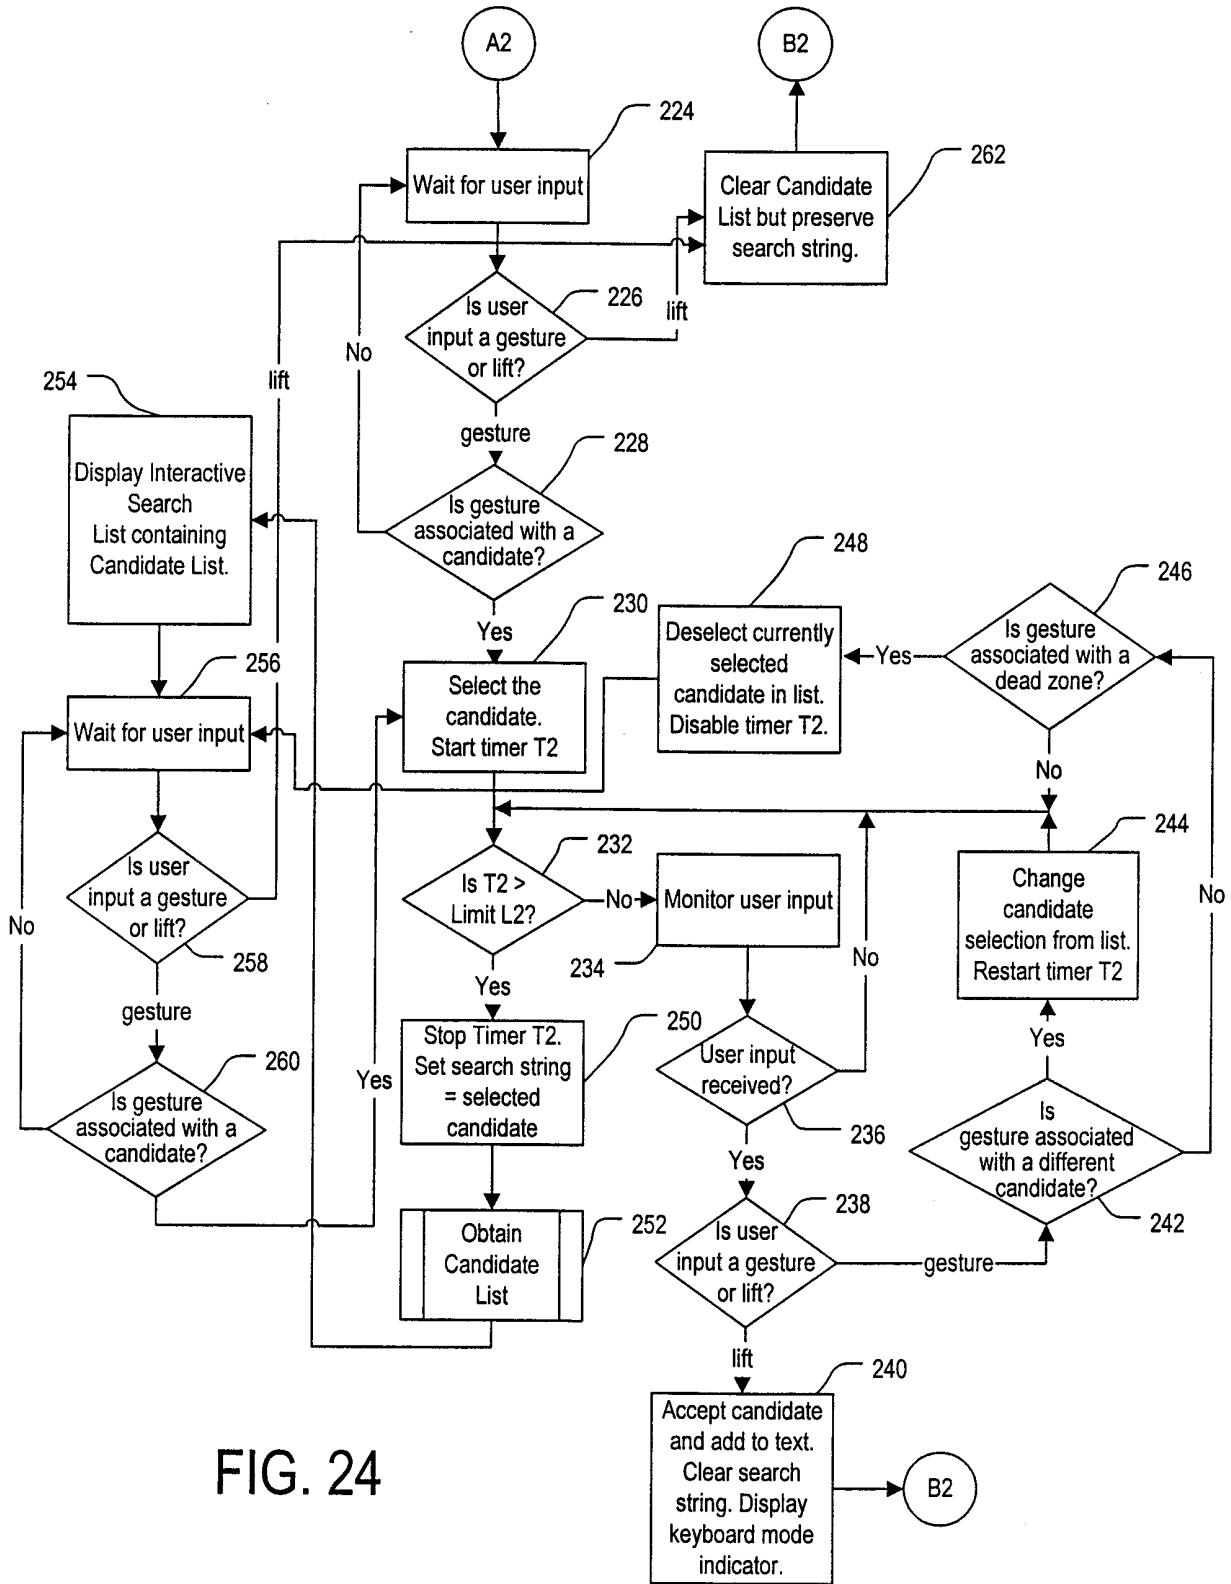 A2
B2
224
Wait for user input
262
Clear Candidate
List but preserve
search string.
226
Is user
input a gesture
or lift?
lift
No
lift
254
gesture
228
Display Interactive
Search
List containing
Candidate List.
Is gesture
associated with a
candidate?
248
246
230
Yes
Deselect currently
selected
candidate in list.
Disable timer T2.
Yes
Is gesture
associated with a
dead zone?
256
Select the
candidate.
Start timer T2
Wait for user input
No
244
232
Is T2 >
Limit L2?
No
Monitor user input
234
Change
candidate
selection from list.
Restart timer T2
No
Is user
input a gesture
or lift?
No
258
No
Yes
gesture
250
Stop Timer T2.
Set search string
= selected
candidate
User input
received?
236
Yes
260
Yes
Is gesture
associated with a
candidate?
Is
gesture associated
with a different
candidate?
242
Yes
238
252
Obtain
Candidate
List
Is user
input a gesture
or lift?
gesture
lift
240
Accept candidate
and add to text.
Clear search
string. Display
keyboard mode
indicator.
B2
FIG. 24